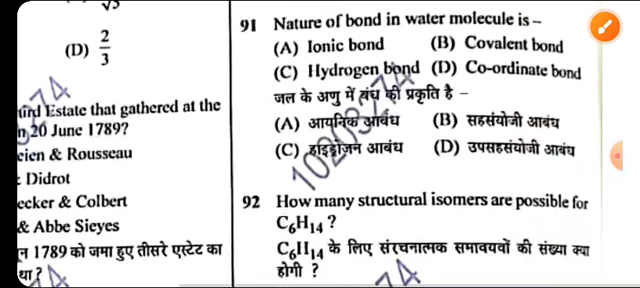 √3
(D) 2/3
Estate that gathered at the
20 June 1789?
& Rousseau
Didrot
& Colbert
& Abbe Sieyes
1789 को जमा हुए तीसरे एस्टेट का
था ?
91 Nature of bond in water molecule is –
(A) Ionic bond (B) Covalent bond
(C) Hydrogen bond (D) Co-ordinate bond
जल के अणु में बंध की प्रकृति है –
(A) आयनिक आबंध (B) सहसंयोजी आबंध
(C) हाइड्रोजन आबंध (D) उपसहसंयोजी आबंध
92 How many structural isomers are possible for
C₆H₁₄ ?
C₆H₁₄ के लिए संरचनात्मक समावयवों की संख्या क्या
होगी ?
10203274